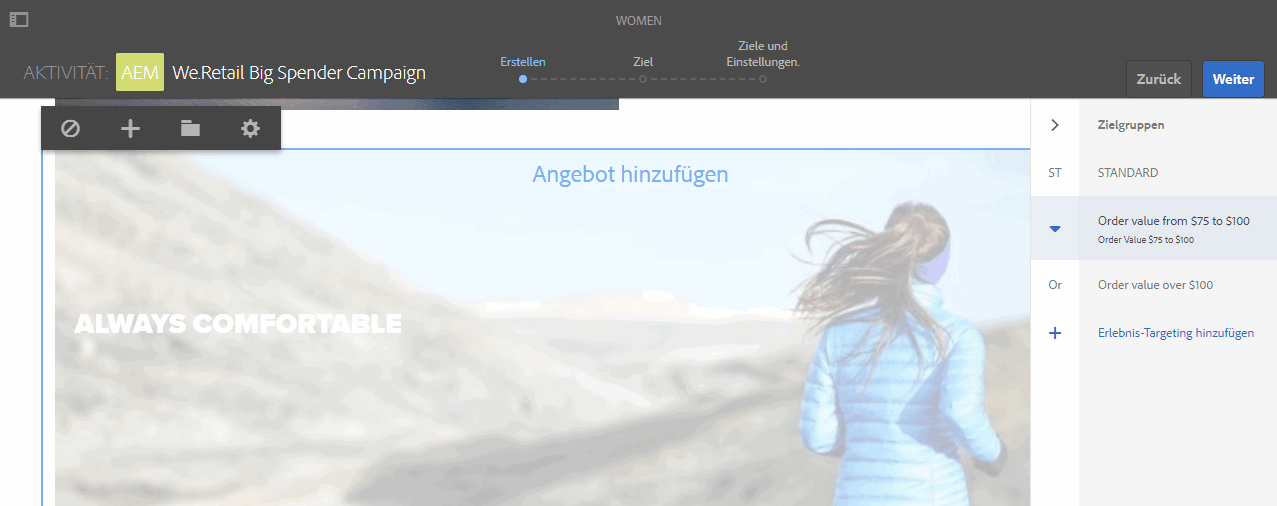 WOMEN
AKTIVITÄT: AEM We.Retail Big Spender Campaign
Erstellen
Ziel
Ziele und
Einstellungen.
Zurück
Weiter
Angebot hinzufügen
ALWAYS COMFORTABLE
Zielgruppen
ST STANDARD
Order value from $75 to $100
Order Value $75 to $100
Or Order value over $100
Erlebnis-Targeting hinzufügen